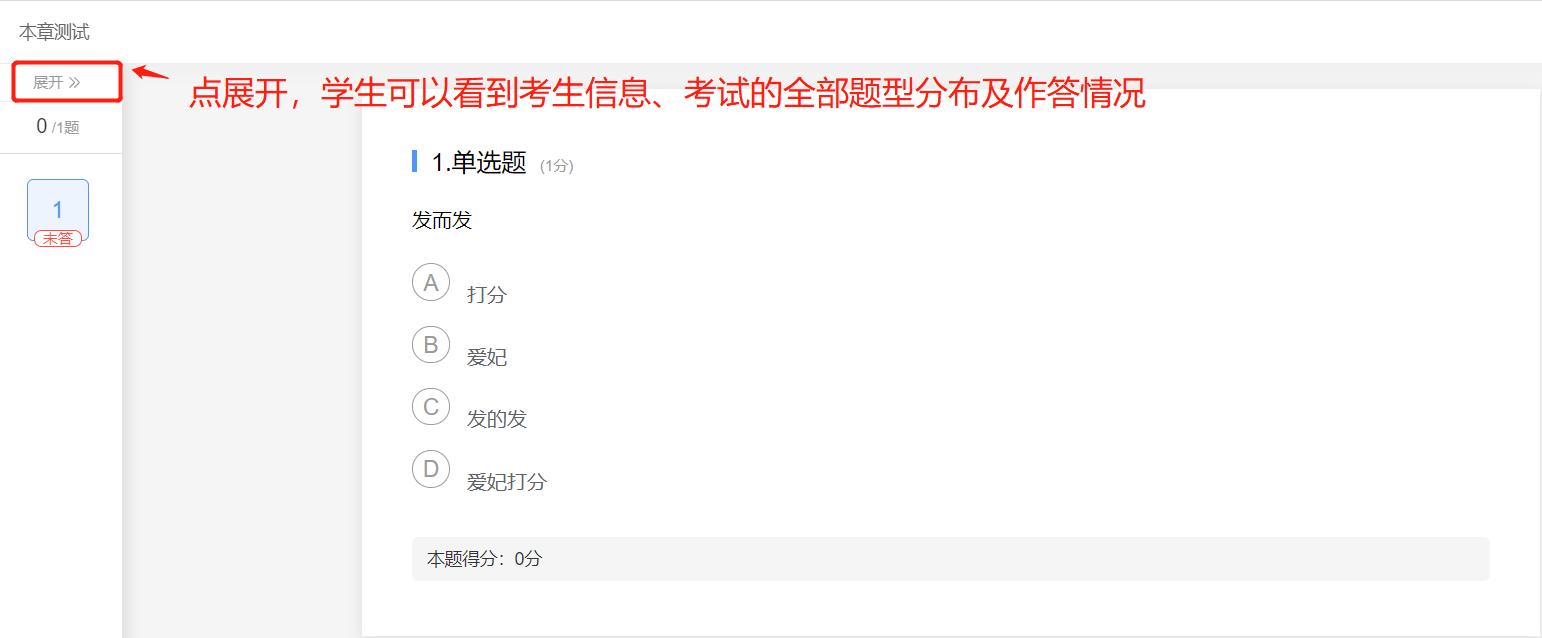 本章测试
展开 »
点展开，学生可以看到考生信息、考试的全部题型分布及作答情况
0 /1题
1
未答
1.单选题 (1分)
发而发
A 打分
B 爱妃
C 发的发
D 爱妃打分
本题得分：0分